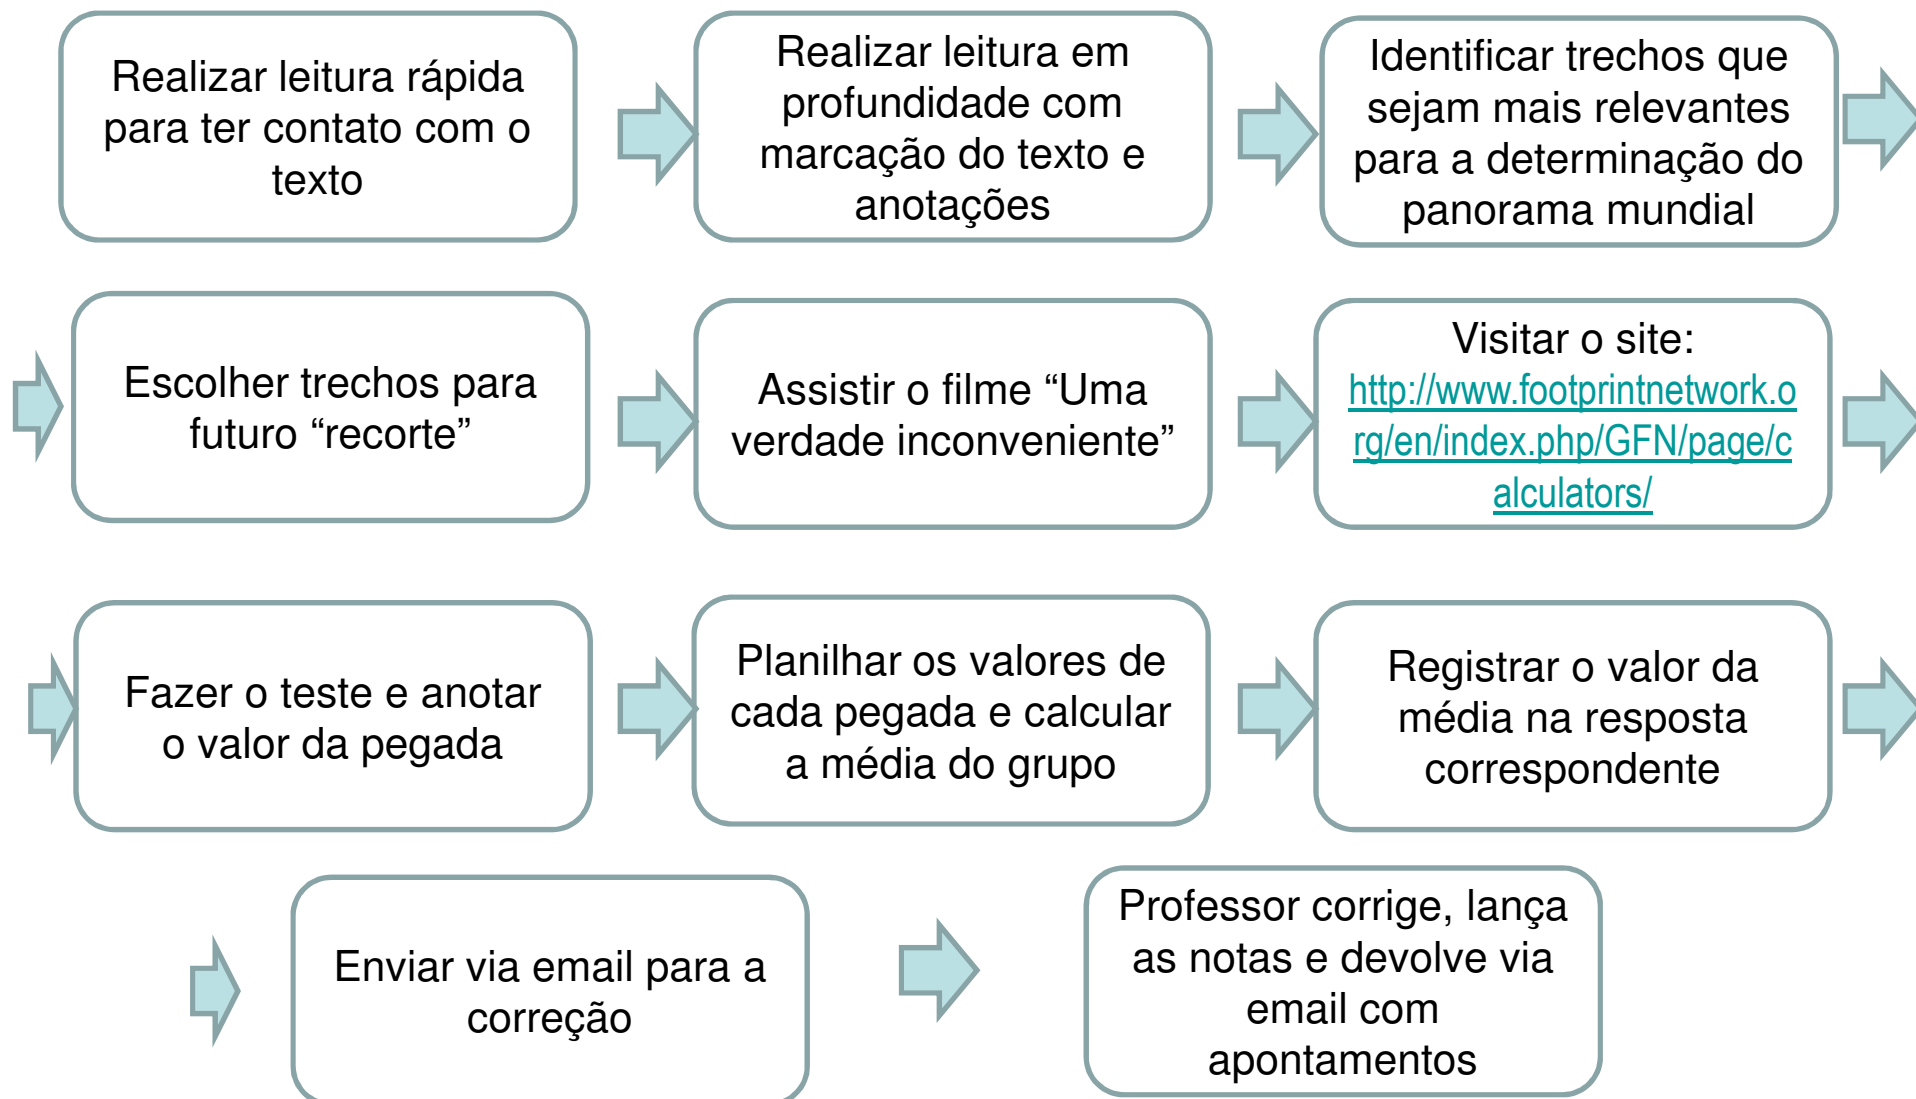 Realizar leitura rápida
para ter contato com o
texto
Realizar leitura em
profundidade com
marcação do texto e
anotações
Identificar trechos que
sejam mais relevantes
para a determinação do
panorama mundial
Escolher trechos para
futuro “recorte”
Assistir o filme “Uma
verdade inconveniente”
Visitar o site:
http://www.footprintnetwork.o
rg/en/index.php/GFN/page/c
alculators/
Fazer o teste e anotar
o valor da pegada
Planilhar os valores de
cada pegada e calcular
a média do grupo
Registrar o valor da
média na resposta
correspondente
Enviar via email para a
correção
Professor corrige, lança
as notas e devolve via
email com
apontamentos